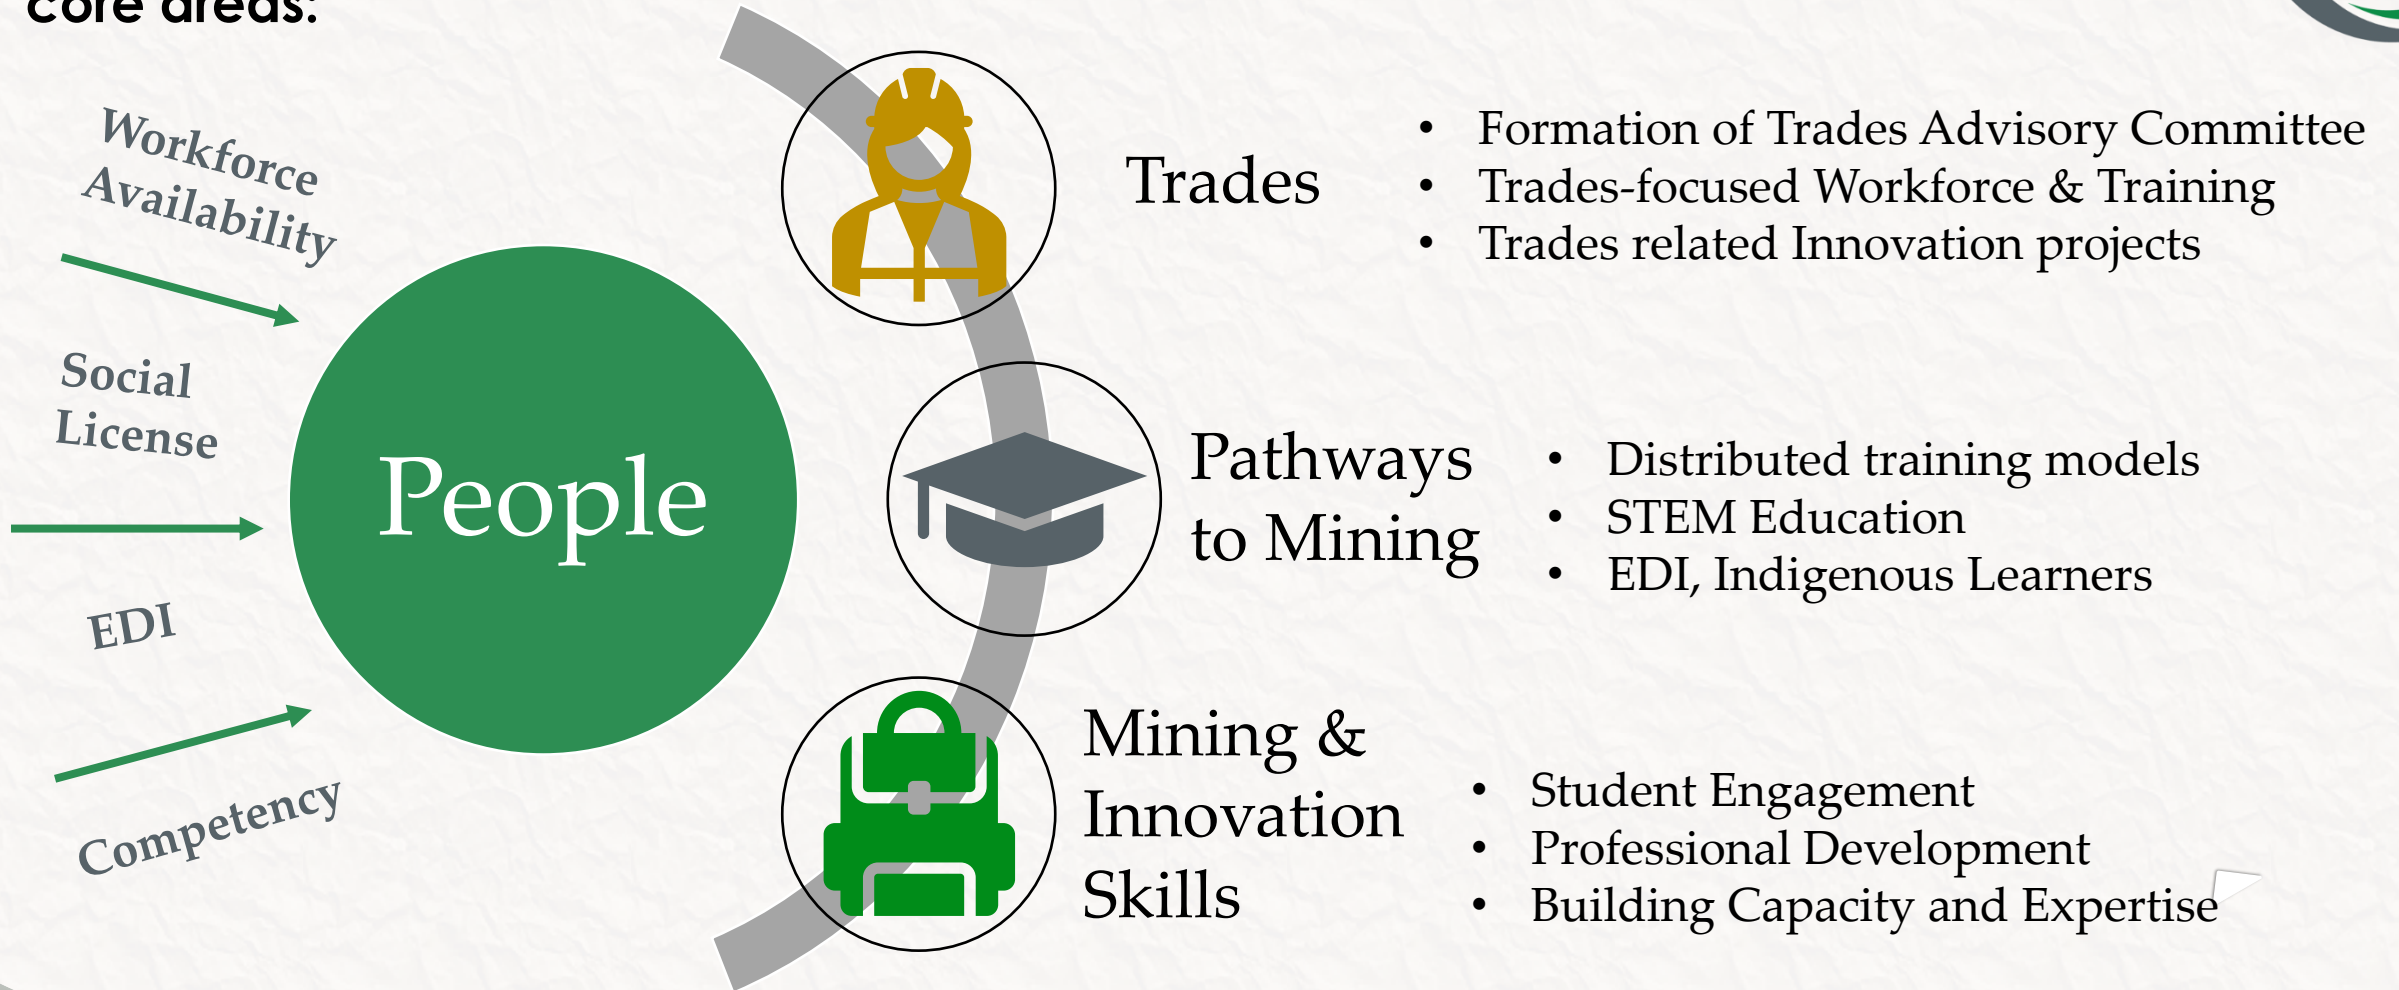 core areas:
Workforce
Availability
Social
License
EDI
Competency
People
Trades
• Formation of Trades Advisory Committee
• Trades-focused Workforce & Training
• Trades related Innovation projects
Pathways
to Mining
• Distributed training models
• STEM Education
• EDI, Indigenous Learners
Mining &
Innovation
Skills
• Student Engagement
• Professional Development
• Building Capacity and Expertise